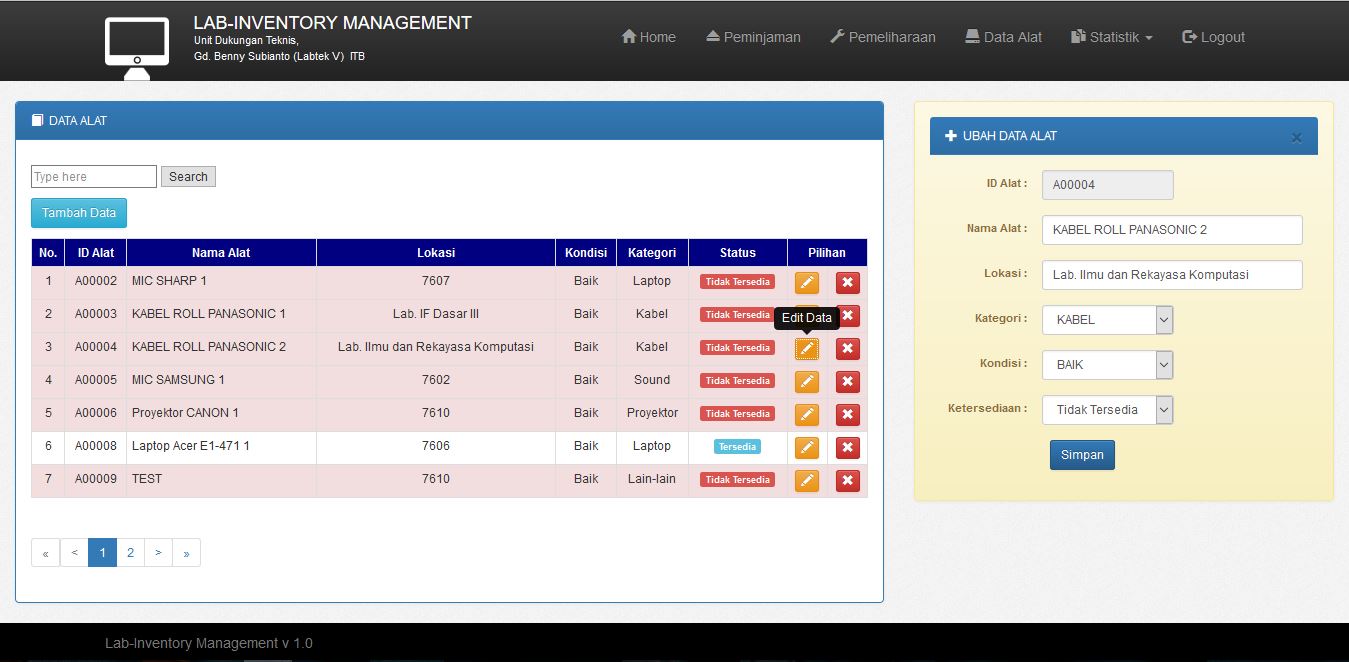 LAB-INVENTORY MANAGEMENT
Unit Dukungan Teknis,
Gd. Benny Subianto (Labtek V) ITB
Home Peminjaman Pemeliharaan Data Alat Statistik Logout
DATA ALAT
Type here Search
Tambah Data
No. ID Alat Nama Alat Lokasi Kondisi Kategori Status Pilihan
1 A00002 MIC SHARP 1 7607 Baik Laptop Tidak Tersedia
2 A00003 KABEL ROLL PANASONIC 1 Lab. IF Dasar III Baik Kabel Tidak Tersedia
Edit Data
3 A00004 KABEL ROLL PANASONIC 2 Lab. Ilmu dan Rekayasa Komputasi Baik Kabel Tidak Tersedia
4 A00005 MIC SAMSUNG 1 7602 Baik Sound Tidak Tersedia
5 A00006 Proyektor CANON 1 7610 Baik Proyektor Tidak Tersedia
6 A00008 Laptop Acer E1-471 1 7606 Baik Laptop Tersedia
7 A00009 TEST 7610 Baik Lain-lain Tidak Tersedia
« < 1 2 > »
UBAH DATA ALAT ×
ID Alat : A00004
Nama Alat : KABEL ROLL PANASONIC 2
Lokasi : Lab. Ilmu dan Rekayasa Komputasi
Kategori : KABEL
Kondisi : BAIK
Ketersediaan : Tidak Tersedia
Simpan
Lab-Inventory Management v 1.0